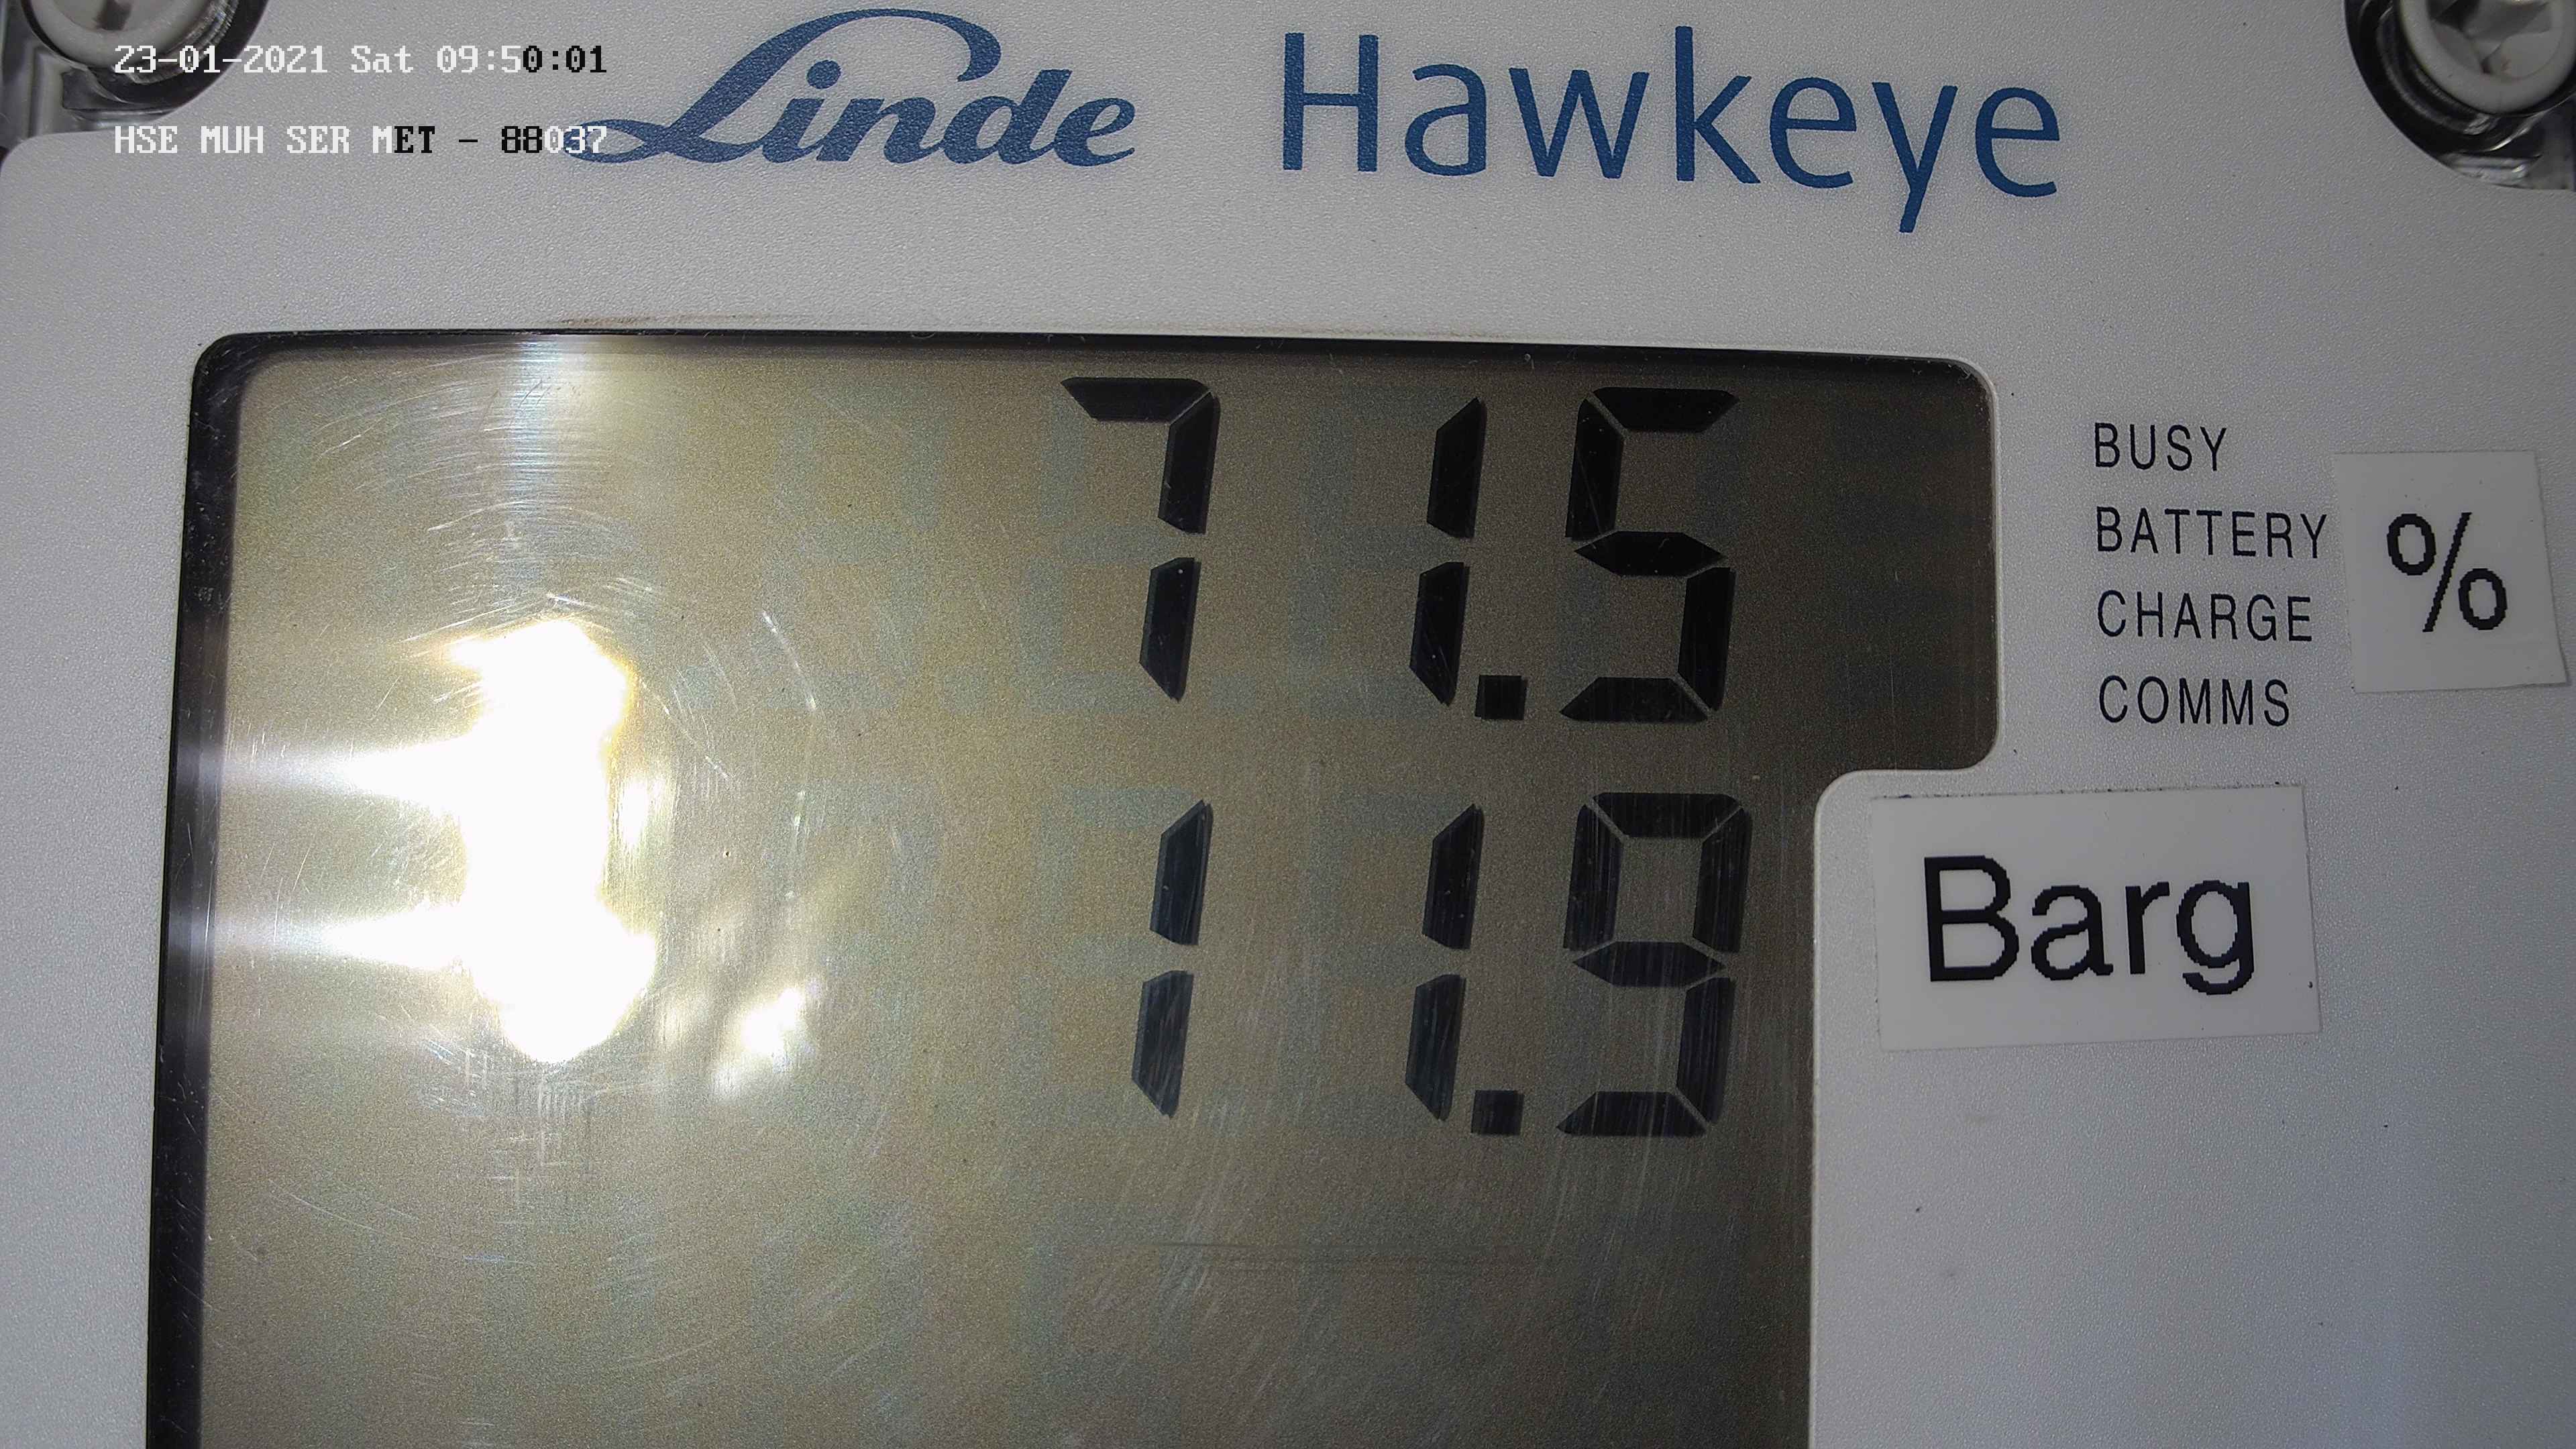 23-01-2021 Sat 09:50:01
HSE MUH SER MET - 88037
Linde Hawkeye
71.5
BUSY
BATTERY
CHARGE
COMMS
%
11.9
Barg